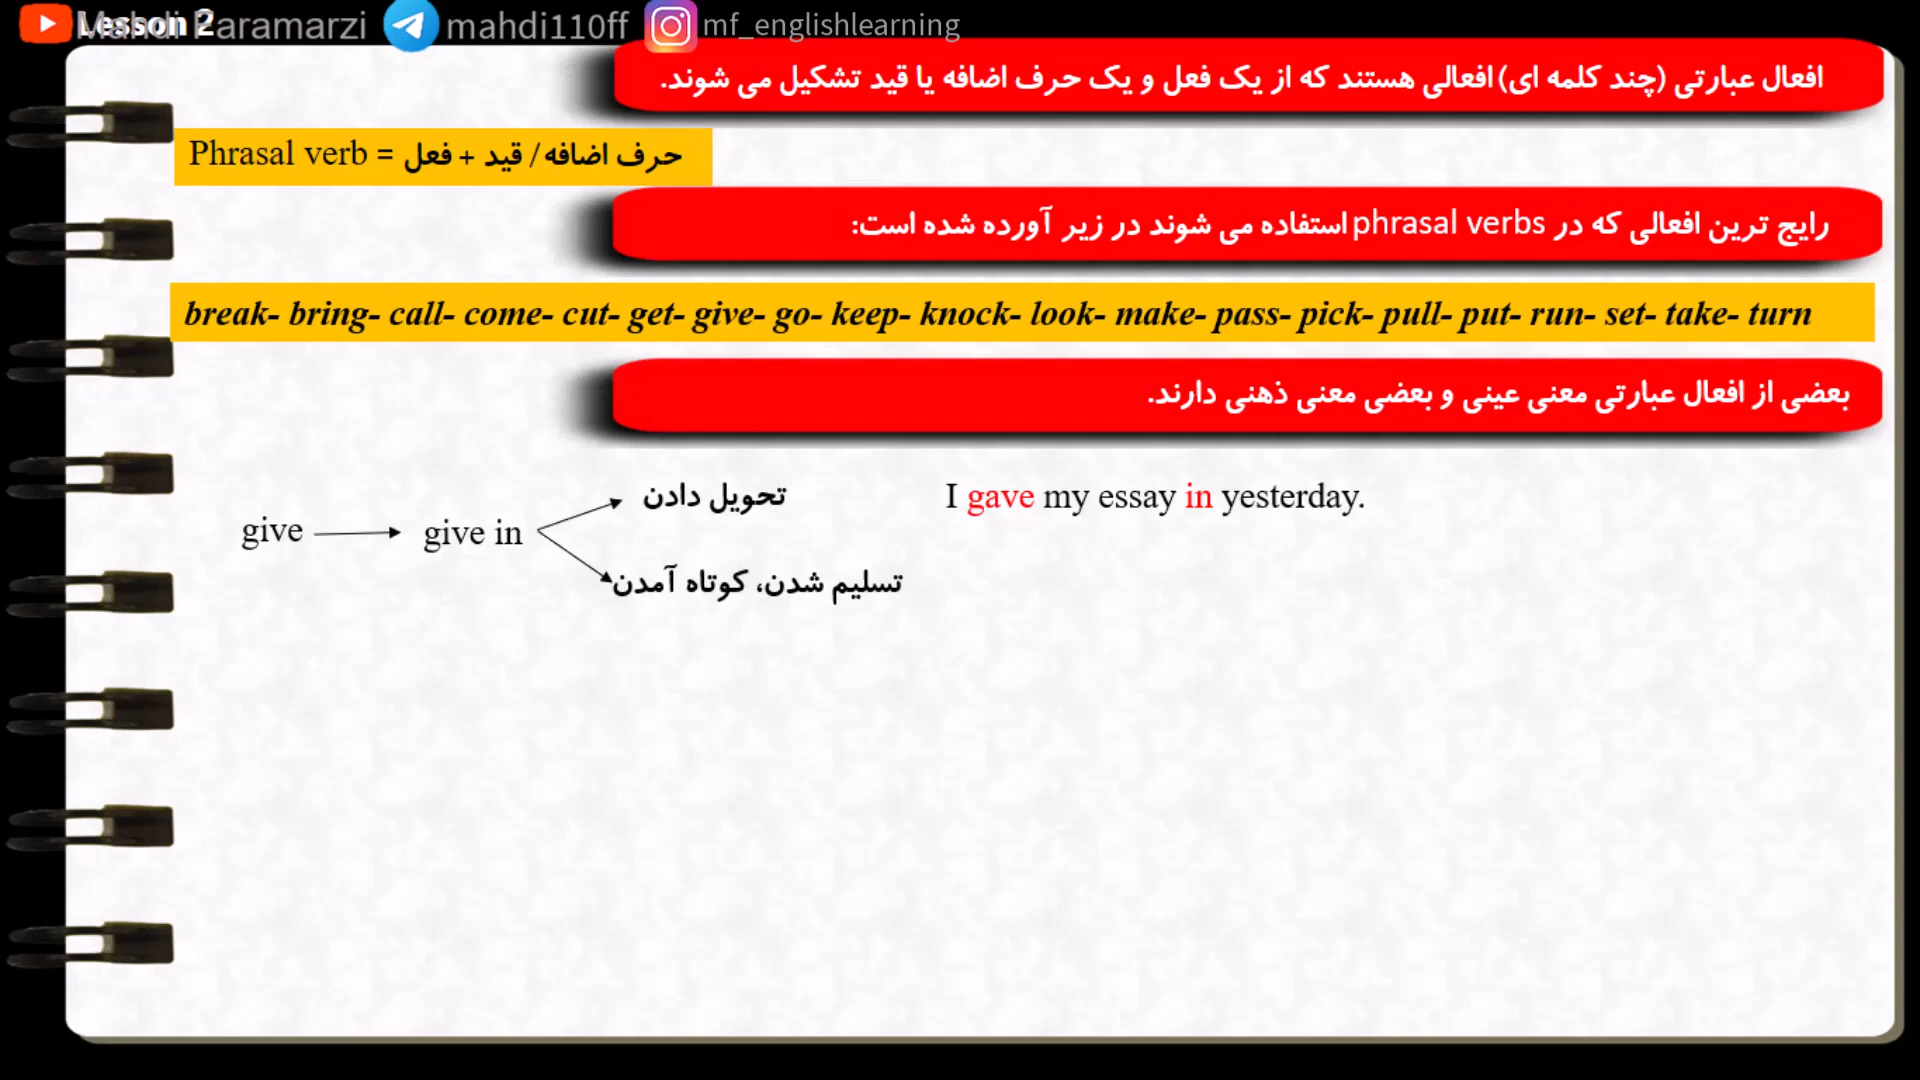 Lesson 2
Mahdi Faramarzi mahdi110ff mf_englishlearning
افعال عبارتی (چند کلمه ای) افعالی هستند که از یک فعل و یک حرف اضافه یا قید تشکیل می شوند.
Phrasal verb = فعل + قید / حرف اضافه
رایج ترین افعالی که در phrasal verbs استفاده می شوند در زیر آورده شده است:
break- bring- call- come- cut- get- give- go- keep- knock- look- make- pass- pick- pull- put- run- set- take- turn
بعضی از افعال عبارتی معنی عینی و بعضی معنی ذهنی دارند.
تحویل دادن I gave my essay in yesterday.
give give in
تسلیم شدن، کوتاه آمدن